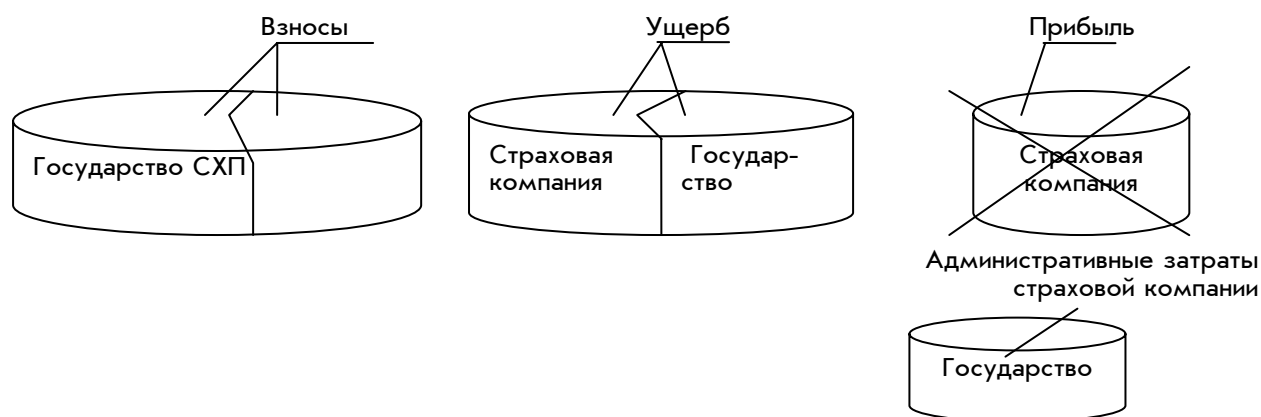 Взносы
Ущерб
Прибыль
Государство СХП
Страховая
компания
Государ-
ство
Страховая
компания
Административные затраты
страховой компании
Государство